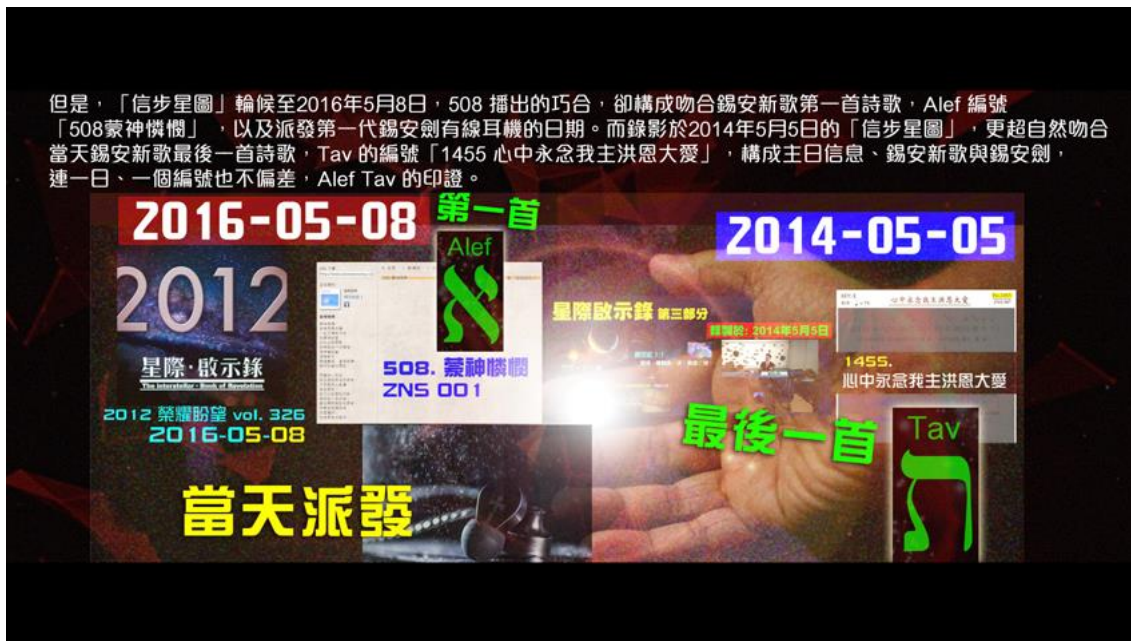 但是，「信步星圖」輪候至2016年5月8日，508 播出的巧合，卻構成吻合錫安新歌第一首詩歌，Alef 編號
「508蒙神憐憫」 ，以及派發第一代錫安劍有線耳機的日期。而錄影於2014年5月5日的「信步星圖」，更超自然吻合
當天錫安新歌最後一首詩歌，Tav 的編號「1455 心中永念我主洪恩大愛」，構成主日信息、錫安新歌與錫安劍，
連一日、一個編號也不偏差，Alef Tav 的印證。
2016-05-08
第一首
2014-05-05
Alef
א
2012
星際·啟示錄
The Interstellar · Book of Revelation
2012 榮耀盼望 vol. 326
2016-05-08
508. 蒙神憐憫
ZNS 001
星際啟示錄 第三部分
錄製於: 2014年5月5日
心中永念我主洪恩大愛
1455.
心中永念我主洪恩大愛
最後一首
Tav
ת
當天派發